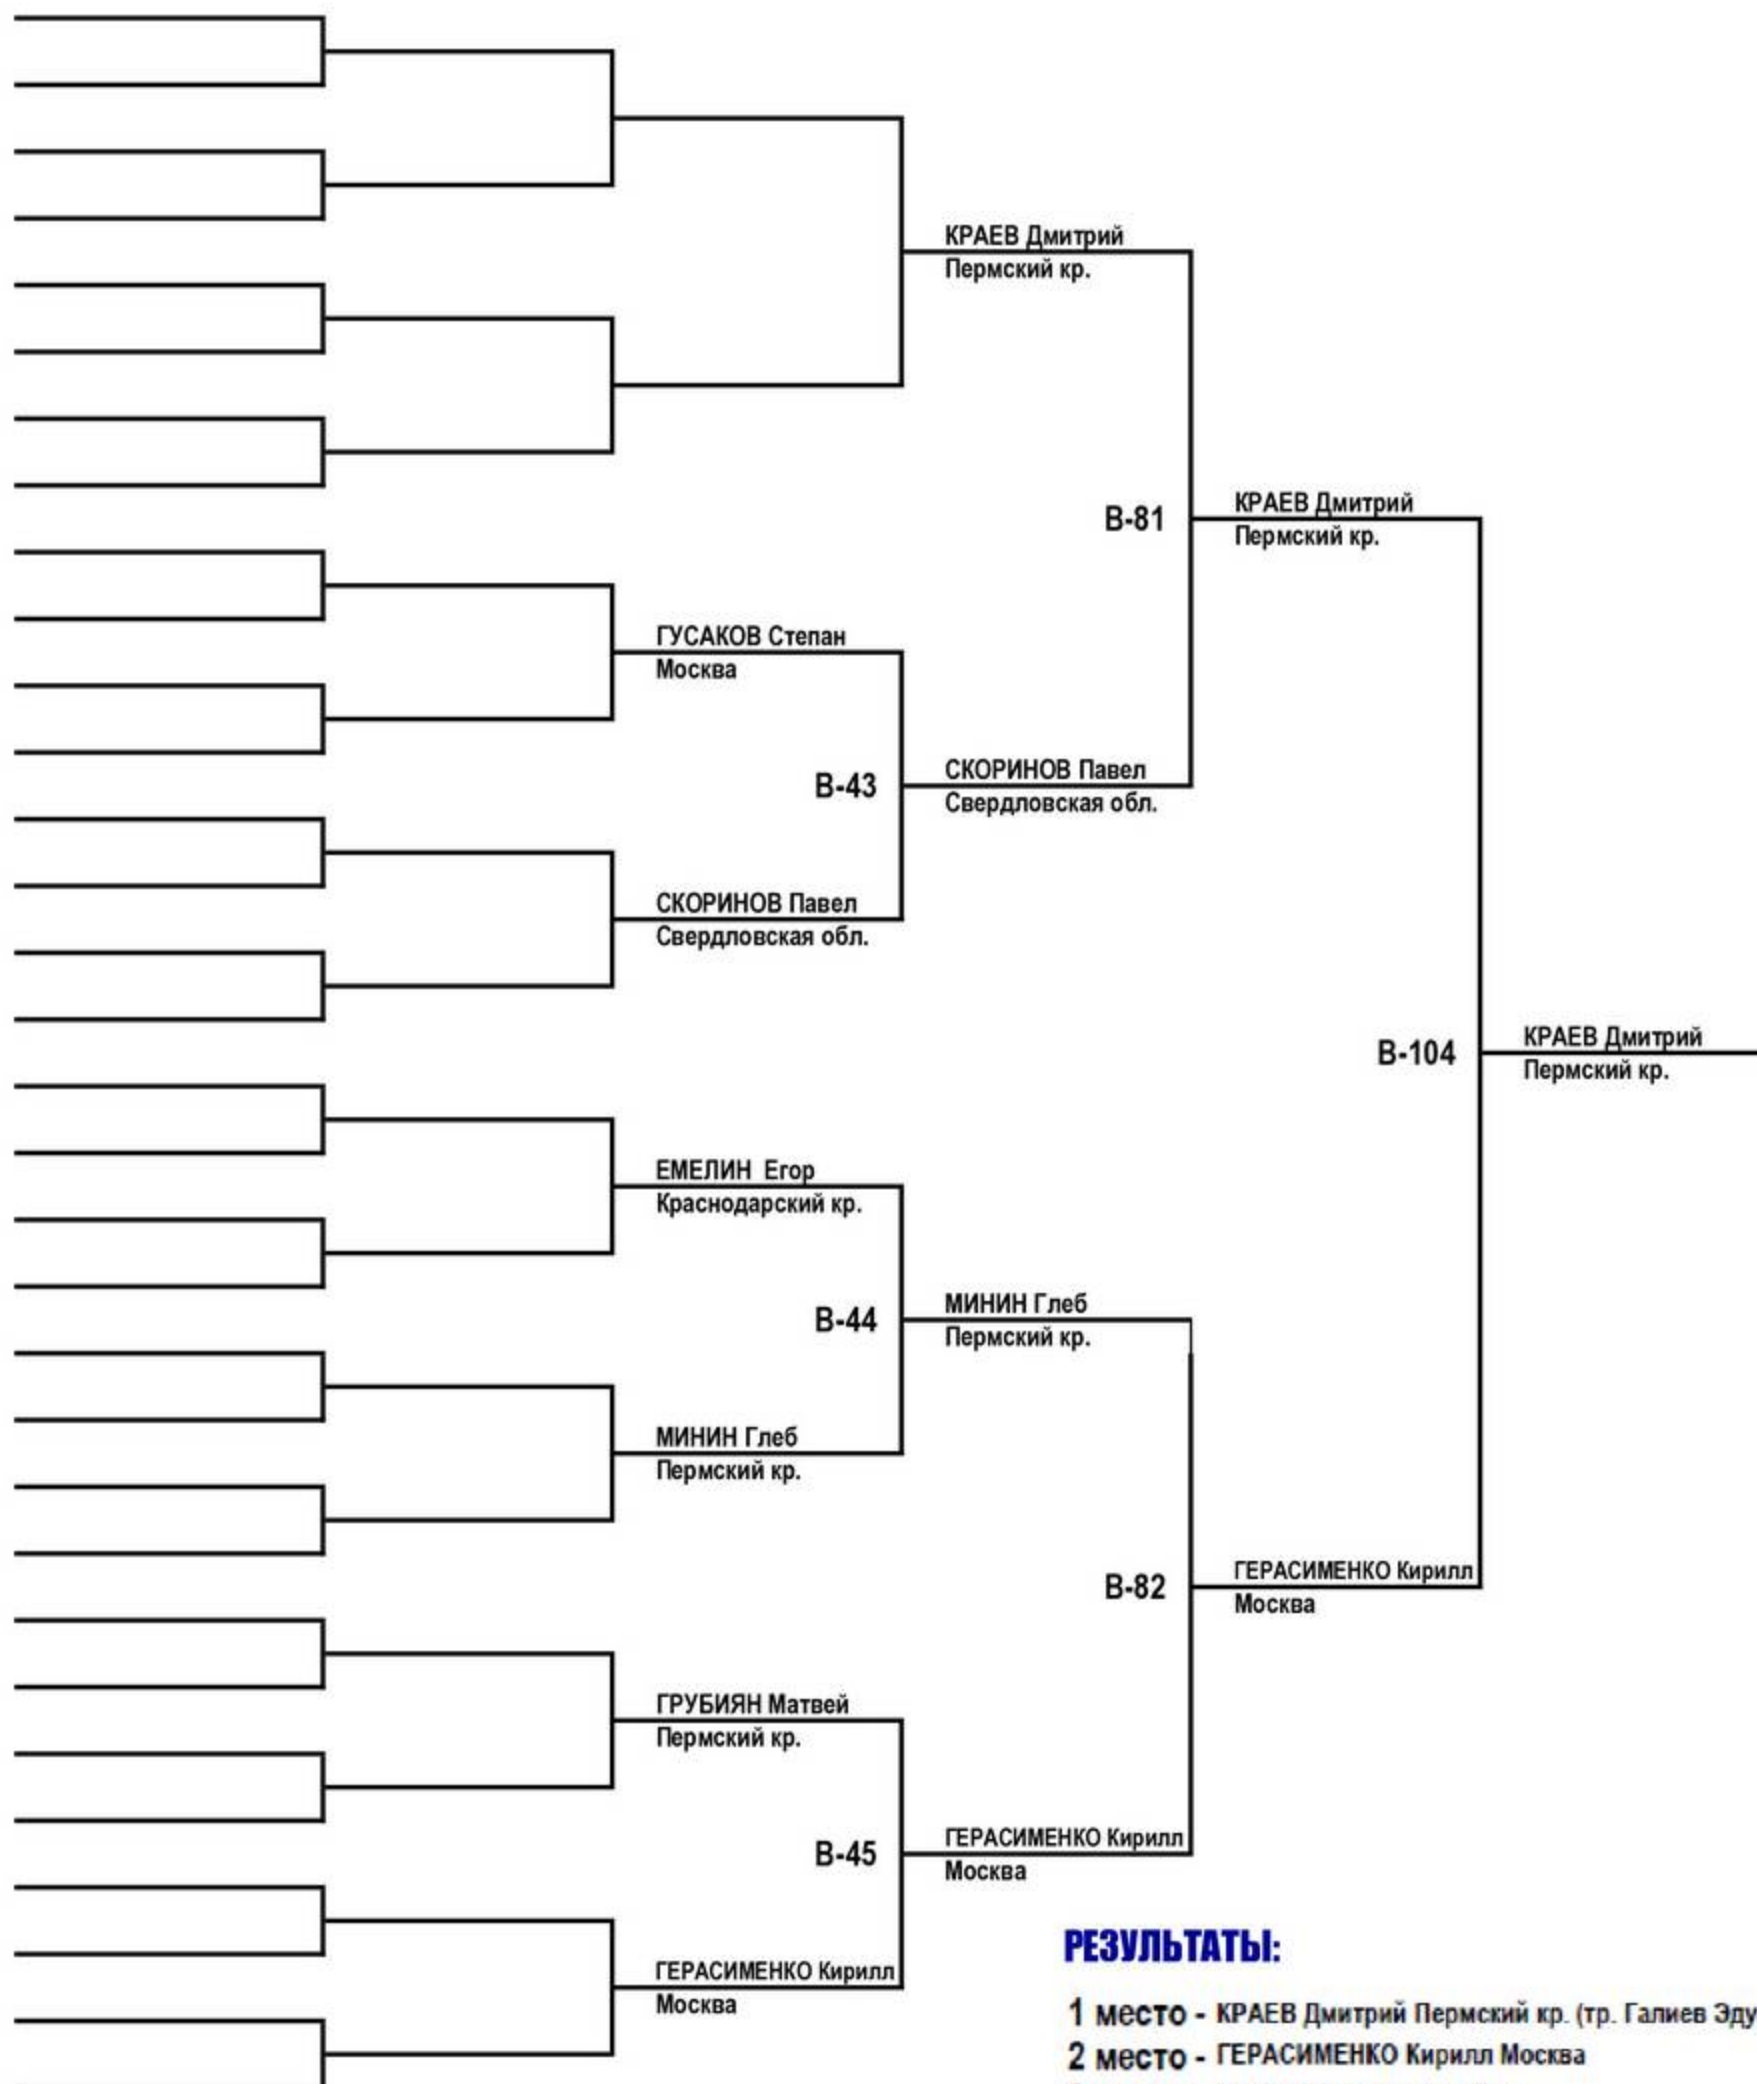 КРАЕВ Дмитрий
Пермский кр.
B-81
КРАЕВ Дмитрий
Пермский кр.
ГУСАКОВ Степан
Москва
B-43
СКОРИНОВ Павел
Свердловская обл.
СКОРИНОВ Павел
Свердловская обл.
B-104
КРАЕВ Дмитрий
Пермский кр.
ЕМЕЛИН Егор
Краснодарский кр.
B-44
МИНИН Глеб
Пермский кр.
МИНИН Глеб
Пермский кр.
B-82
ГЕРАСИМЕНКО Кирилл
Москва
ГРУБИЯН Матвей
Пермский кр.
B-45
ГЕРАСИМЕНКО Кирилл
Москва
РЕЗУЛЬТАТЫ:
ГЕРАСИМЕНКО Кирилл
Москва
1 место - КРАЕВ Дмитрий Пермский кр. (тр. Галиев Эду
2 место - ГЕРАСИМЕНКО Кирилл Москва